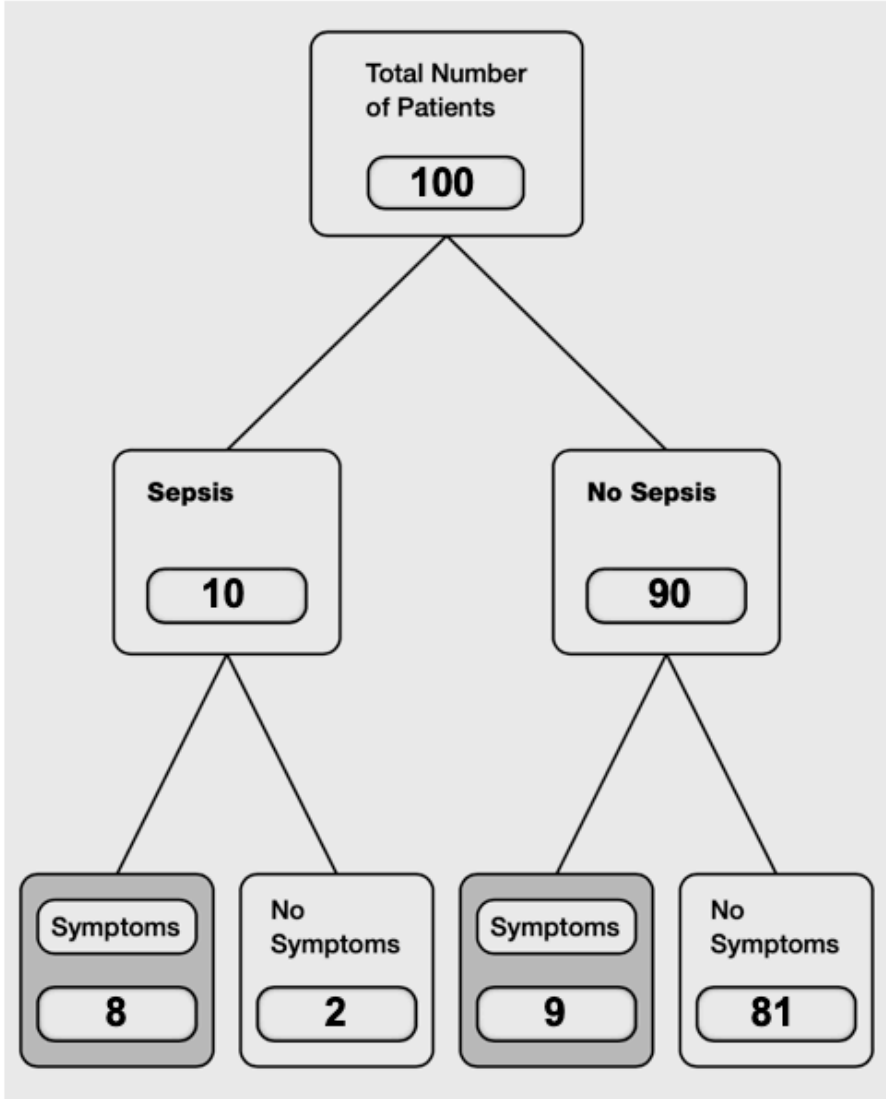 Total Number
of Patients
100
Sepsis
10
No Sepsis
90
Symptoms
8
No
Symptoms
2
Symptoms
9
No
Symptoms
81